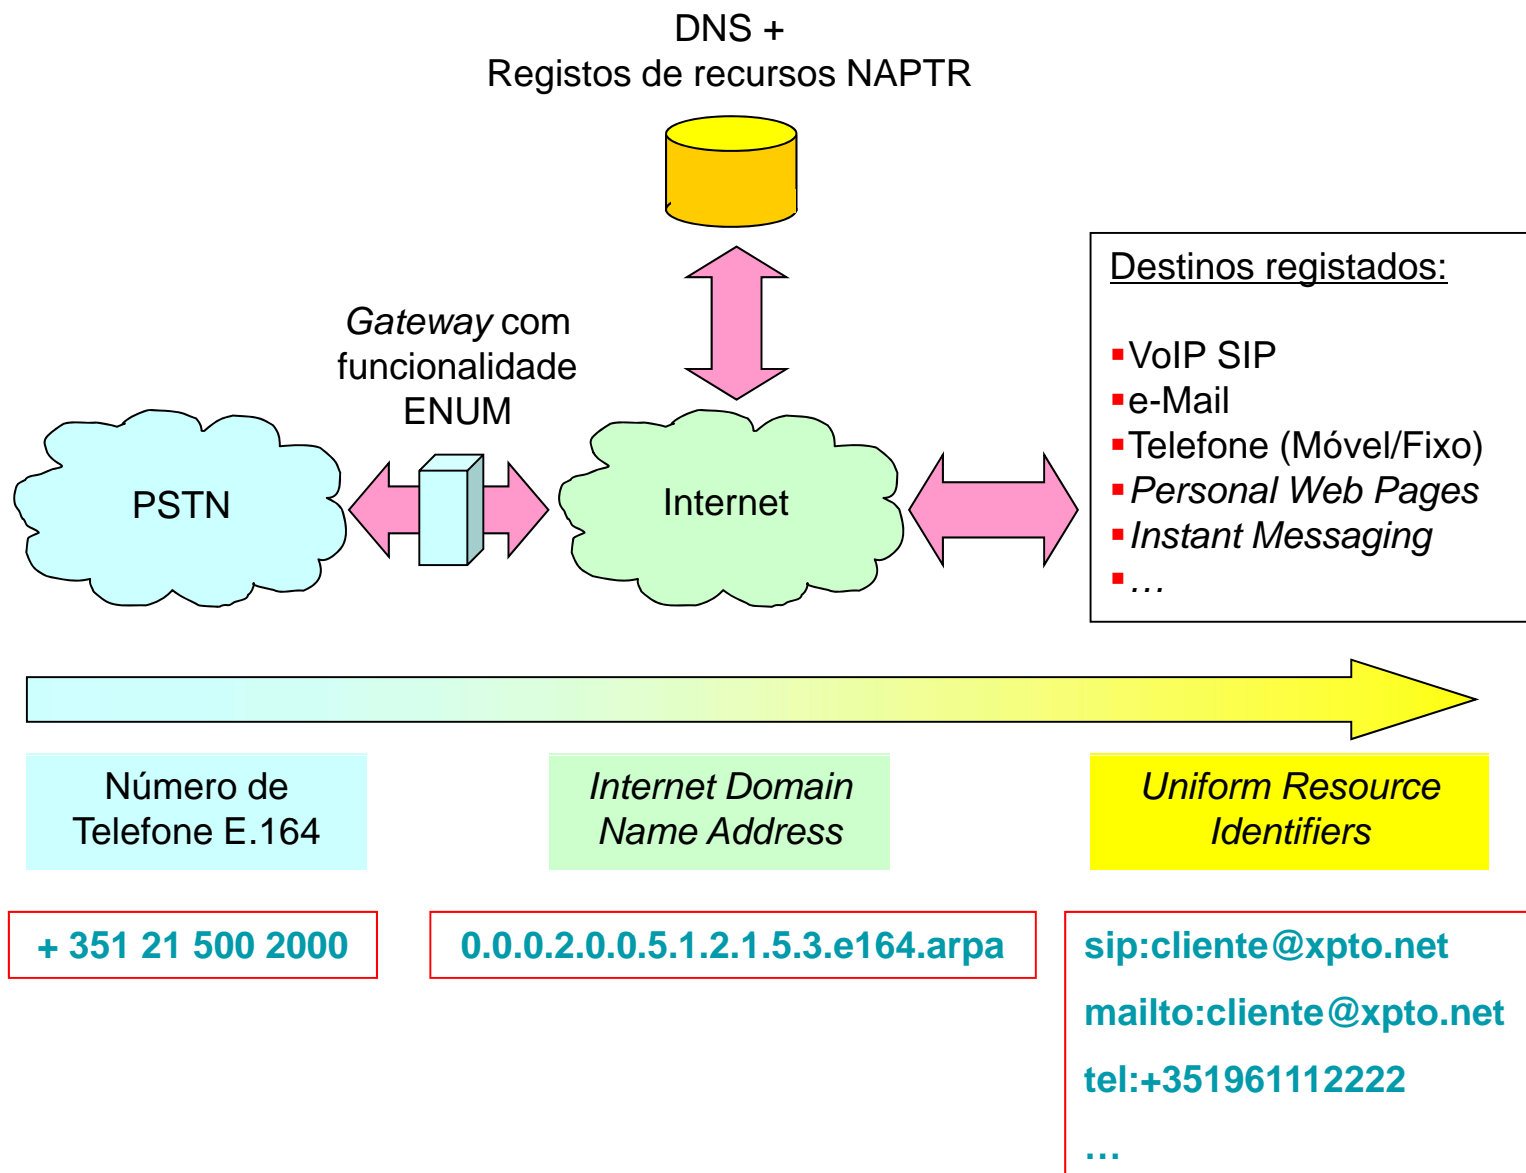 DNS +
Registos de recursos NAPTR
Gateway com
funcionalidade
ENUM
PSTN
Internet
Destinos registados:
▪VoIP SIP
▪e-Mail
▪Telefone (Móvel/Fixo)
▪Personal Web Pages
▪Instant Messaging
▪…
Número de
Telefone E.164
Internet Domain
Name Address
Uniform Resource
Identifiers
+ 351 21 500 2000
0.0.0.2.0.0.5.1.2.1.5.3.e164.arpa
sip:cliente@xpto.net
mailto:cliente@xpto.net
tel:+351961112222
…